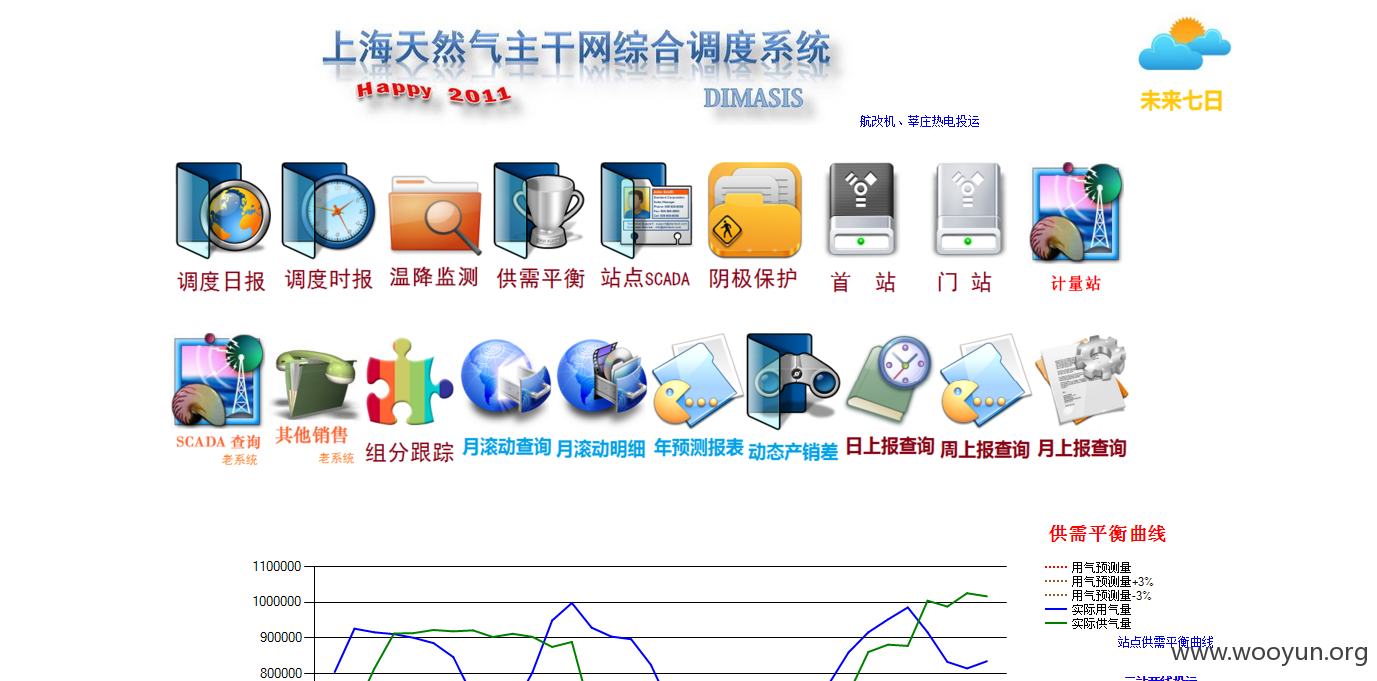 上海天然气主干网综合调度系统
Happy 2011
DIMASIS
航改机、莘庄热电投运
未来七日
调度日报
调度时报
温降监测
供需平衡
站点SCADA
阴极保护
首 站
门 站
计量站
SCADA 查询
老系统
其他销售
老系统
组分跟踪
月滚动查询
月滚动明细
年预测报表
动态产销差
日上报查询
周上报查询
月上报查询
供需平衡曲线
1100000
1000000
900000
800000
用气预测量
用气预测量+3%
用气预测量-3%
实际用气量
实际供气量
站点供需平衡曲线
www.wooyun.org